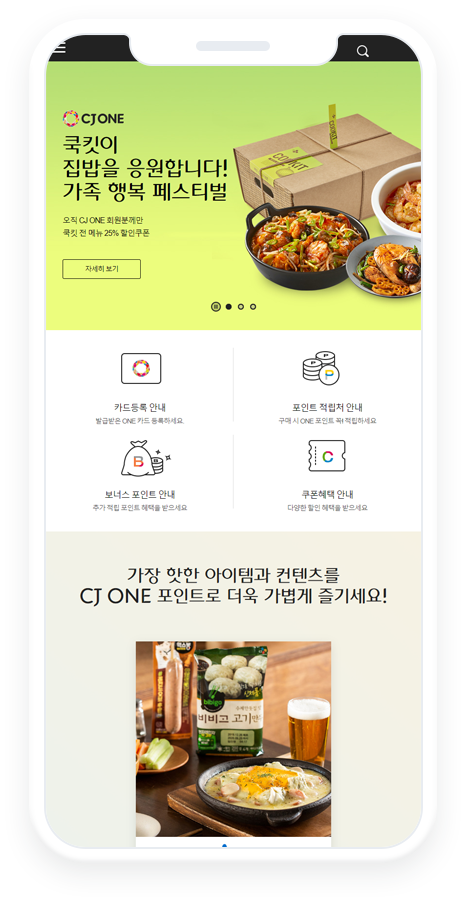 CJ ONE
쿡킷이
집밥을 응원합니다!
가족 행복 페스티벌
오직 CJ ONE 회원분께만
쿡킷 전 메뉴 25% 할인쿠폰
자세히 보기
COOKIT
카드등록 안내
발급받은 ONE 카드 등록하세요.
포인트 적립처 안내
구매 시 ONE 포인트 꼭! 적립하세요
B
보너스 포인트 안내
추가 적립 포인트 혜택을 받으세요
C
쿠폰혜택 안내
다양한 할인 혜택을 받으세요
가장 핫한 아이템과 컨텐츠를
CJ ONE 포인트로 더욱 가볍게 즐기세요!
bibigo
비비고 고기만